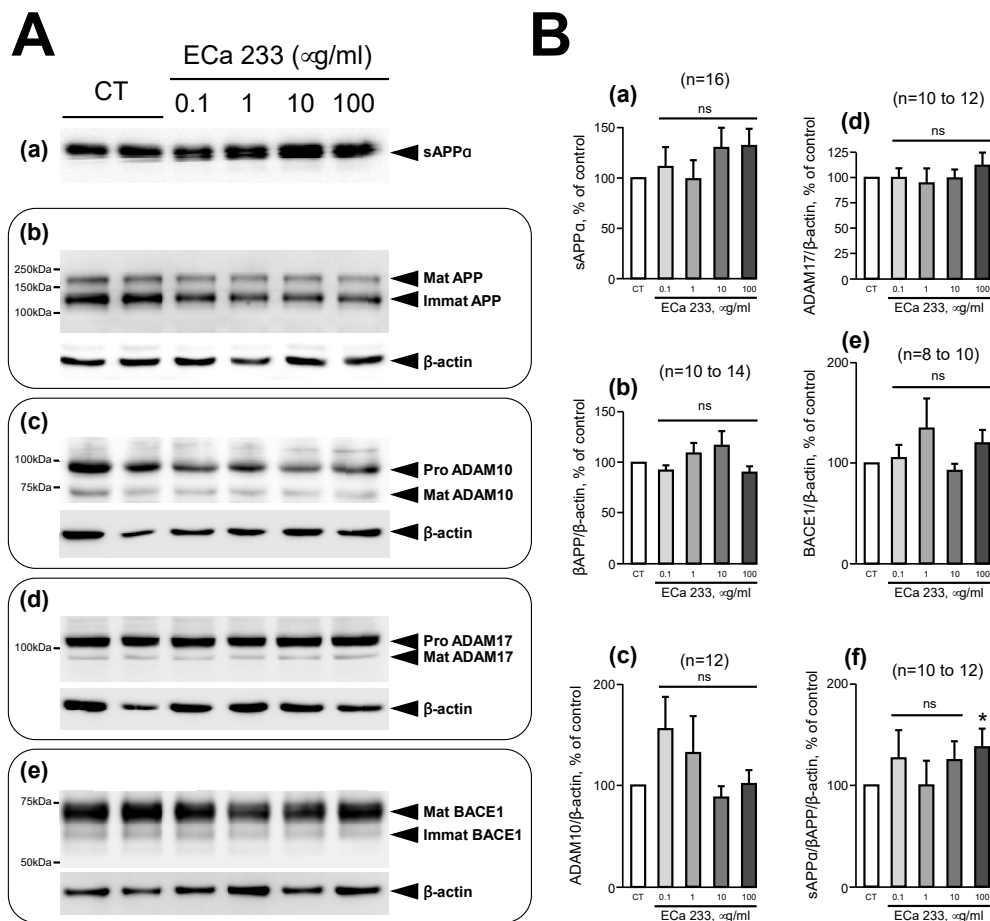 A
ECa 233 (∝g/ml)
CT
0.1 1 10 100
(a)
sAPPα
(b)
250kDa
150kDa
100kDa
Mat APP
Immat APP
β-actin
(c)
100kDa
75kDa
Pro ADAM10
Mat ADAM10
β-actin
(d)
100kDa
Pro ADAM17
Mat ADAM17
β-actin
(e)
75kDa
50kDa
Mat BACE1
Immat BACE1
β-actin
B
(a)
(n=16)
ns
sAPPα, % of control
150
100
50
0
CT 0.1 1 10 100
ECa 233, ∝g/ml
(b)
(n=10 to 14)
ns
βAPP/β-actin, % of control
150
100
50
0
CT 0.1 1 10 100
ECa 233, ∝g/ml
(c)
(n=12)
ns
ADAM10/β-actin, % of control
200
100
0
CT 0.1 1 10 100
ECa 233, ∝g/ml
(d)
(n=10 to 12)
ns
ADAM17/β-actin, % of control
125
100
75
50
25
0
CT 0.1 1 10 100
ECa 233, ∝g/ml
(e)
(n=8 to 10)
ns
BACE1/β-actin, % of control
200
100
0
CT 0.1 1 10 100
ECa 233, ∝g/ml
(f)
(n=10 to 12)
ns
*
sAPPα/βAPP/β-actin, % of control
200
100
0
CT 0.1 1 10 100
ECa 233, ∝g/ml